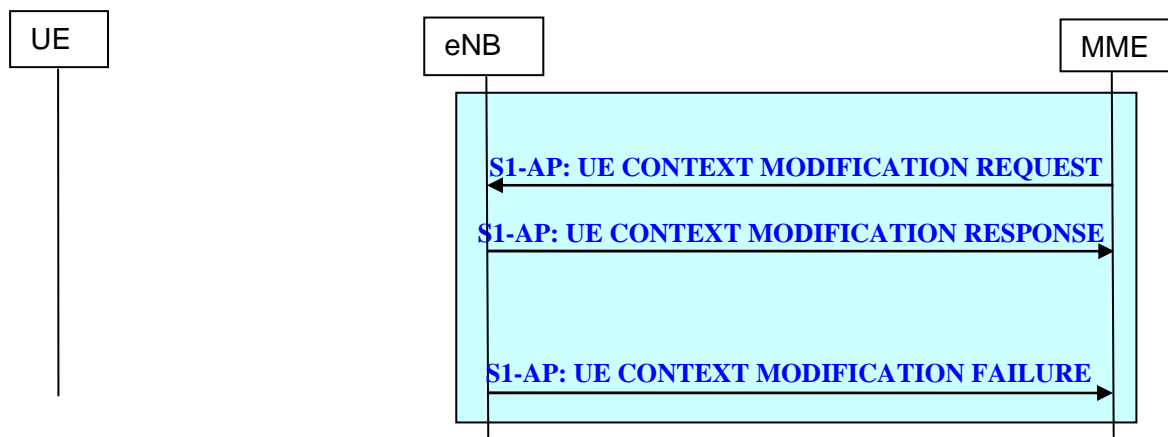 UE
eNB
MME
S1-AP: UE CONTEXT MODIFICATION REQUEST
S1-AP: UE CONTEXT MODIFICATION RESPONSE
S1-AP: UE CONTEXT MODIFICATION FAILURE